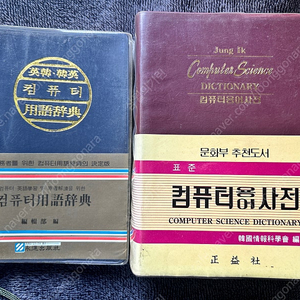 英韓·韓英
컴퓨터
用語辞典
컴퓨터用語辞典
編輯部 編
Jung Ik
Computer Science
DICTIONARY
컴퓨터용어사전
문화부 추천도서
표준
컴퓨터용어사전
COMPUTER SCIENCE DICTIONARY
韓國情報科學會 編
正益社